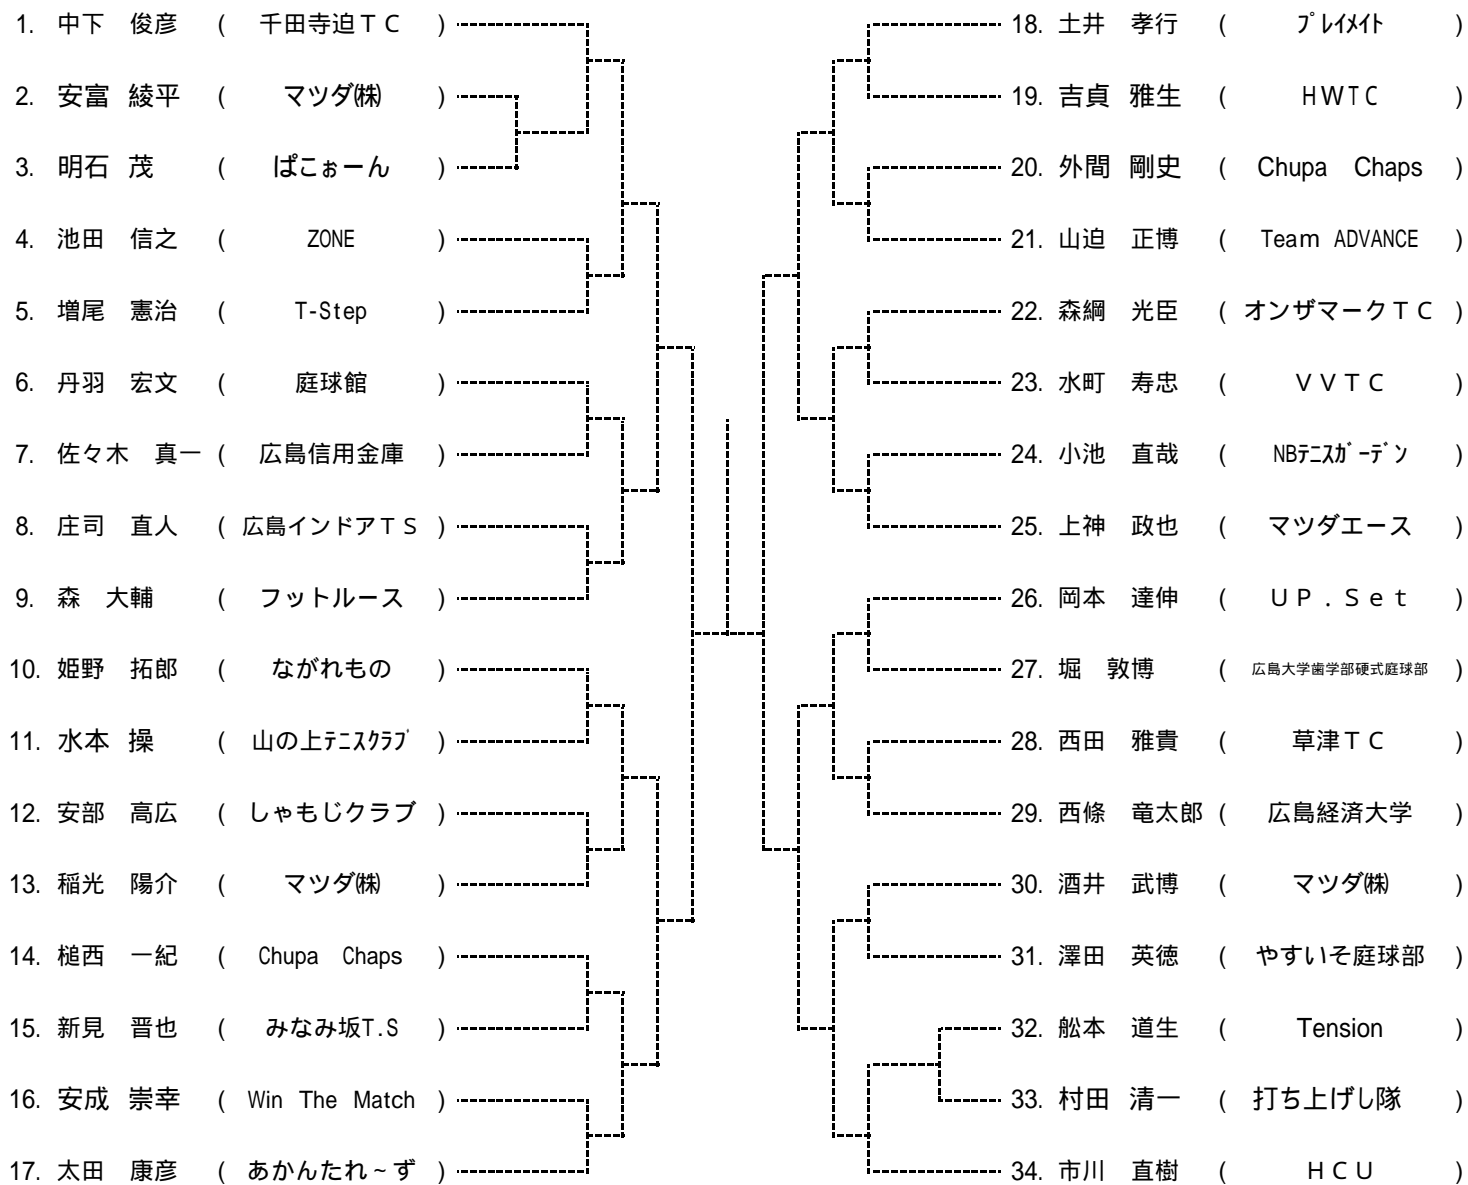 1. 中下　俊彦 ( 千田寺迫ＴＣ )
2. 安富 綾平 ( マツダ㈱ )
3. 明石 茂 ( ぱこぉーん )
4. 池田　信之 ( ZONE )
5. 増尾　憲治 ( T-Step )
6. 丹羽　宏文 ( 庭球館 )
7. 佐々木　真一 ( 広島信用金庫 )
8. 庄司　直人 ( 広島インドアＴＳ )
9. 森　大輔 ( フットルース )
10. 姫野　拓郎 ( ながれもの )
11. 水本 操 ( 山の上ﾃﾆｽｸﾗﾌﾞ )
12. 安部　高広 ( しゃもじクラブ )
13. 稲光　陽介 ( マツダ㈱ )
14. 槌西　一紀 ( Chupa Chaps )
15. 新見　晋也 ( みなみ坂T.S )
16. 安成 崇幸 ( Win The Match )
17. 太田　康彦 ( あかんたれ～ず )
18. 土井　孝行 ( ﾌﾟﾚｲﾒｲﾄ )
19. 吉貞 雅生 ( HWTC )
20. 外間 剛史 ( Chupa Chaps )
21. 山迫　正博 ( Team ADVANCE )
22. 森綱　光臣 ( オンザマークＴＣ )
23. 水町　寿忠 ( ＶＶＴＣ )
24. 小池　直哉 ( NBﾃﾆｽｶﾞｰﾃﾞﾝ )
25. 上神　政也 ( マツダエース )
26. 岡本　達伸 ( ＵＰ．Ｓｅｔ )
27. 堀　敦博 ( 広島大学歯学部硬式庭球部 )
28. 西田　雅貴 ( 草津ＴＣ )
29. 西條　竜太郎 ( 広島経済大学 )
30. 酒井　武博 ( マツダ㈱ )
31. 澤田　英徳 ( やすいそ庭球部 )
32. 舩本　道生 ( Tension )
33. 村田 清一 ( 打ち上げし隊 )
34. 市川　直樹 ( ＨＣＵ )